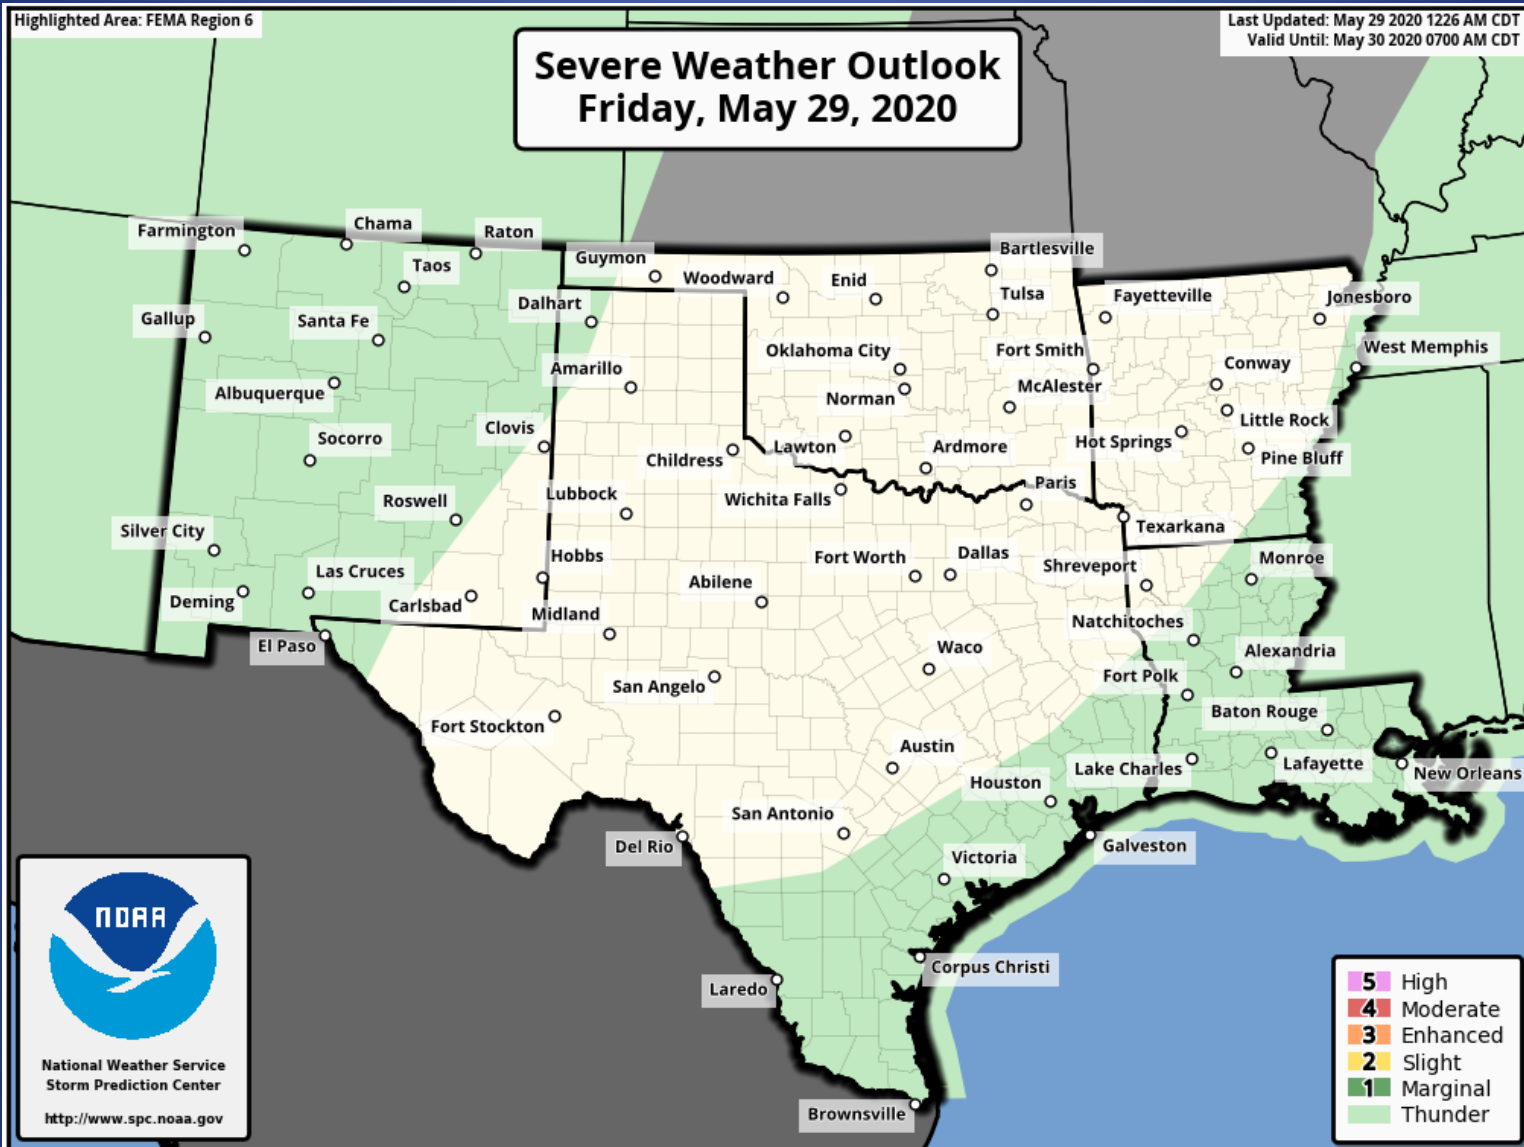 Highlighted Area: FEMA Region 6
Last Updated: May 29 2020 1226 AM CDT
Valid Until: May 30 2020 0700 AM CDT
Severe Weather Outlook
Friday, May 29, 2020
Farmington
Chama
Raton
Taos
Guymon
Woodward
Enid
Bartlesville
Dalhart
Tulsa
Fayetteville
Jonesboro
Gallup
Santa Fe
Amarillo
Oklahoma City
Fort Smith
West Memphis
Albuquerque
Norman
McAlester
Conway
Clovis
Socorro
Childress
Lawton
Ardmore
Hot Springs
Little Rock
Pine Bluff
Roswell
Lubbock
Wichita Falls
Paris
Texarkana
Silver City
Las Cruces
Hobbs
Abilene
Fort Worth
Dallas
Shreveport
Monroe
Deming
Carlsbad
Midland
Natchitoches
El Paso
San Angelo
Waco
Alexandria
Fort Polk
Fort Stockton
Austin
Baton Rouge
Houston
Lake Charles
Lafayette
New Orleans
San Antonio
Del Rio
Victoria
Galveston
Laredo
Corpus Christi
Brownsville
NOAA
National Weather Service
Storm Prediction Center
http://www.spc.noaa.gov
5 High
4 Moderate
3 Enhanced
2 Slight
1 Marginal
Thunder